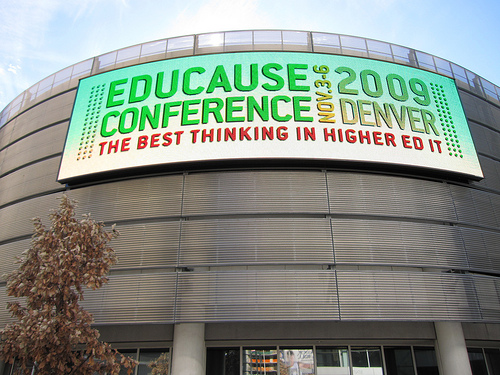 EDUCAUSE
CONFERENCE
NOV. 3-6
2009
DENVER
THE BEST THINKING IN HIGHER ED IT